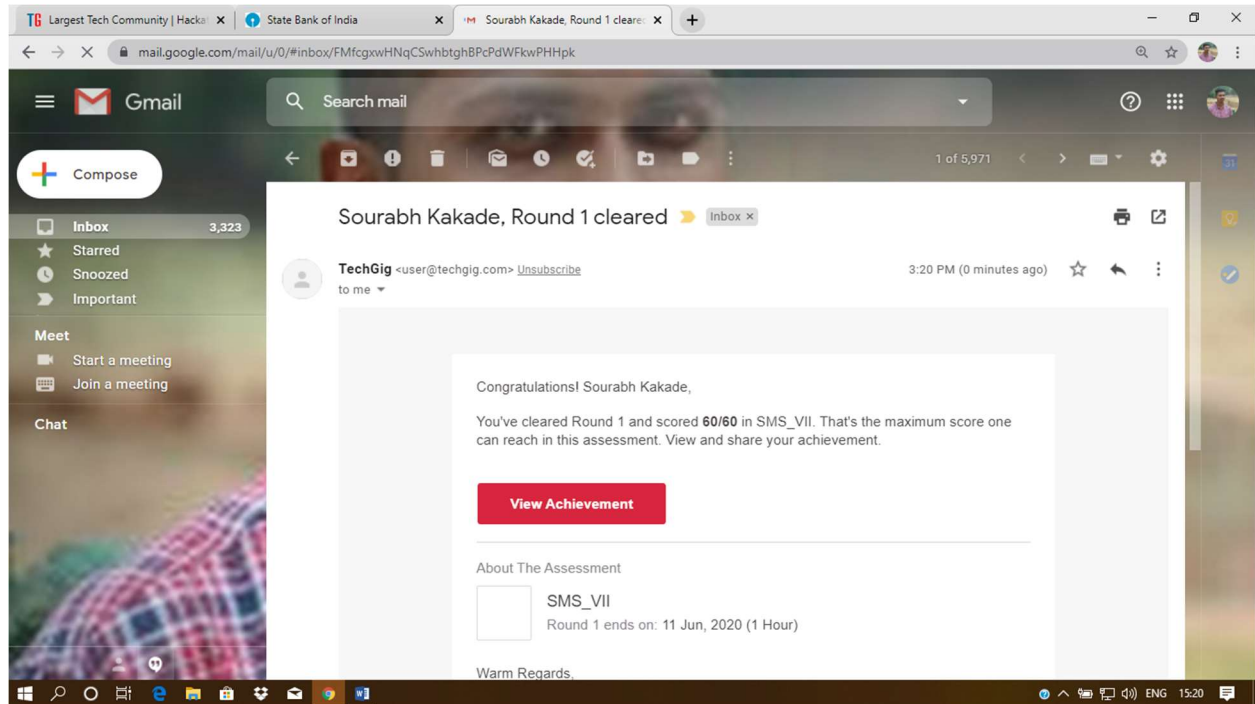 Largest Tech Community | Hacka
State Bank of India
Sourabh Kakade, Round 1 cleared
mail.google.com/mail/u/0/#inbox/FMfcgxwHNqCSwhbtghBPcPdWFkwPHHpk
Gmail
Search mail
Compose
1 of 5,971
Inbox 3,323
Starred
Snoozed
Important
Meet
Start a meeting
Join a meeting
Chat
Sourabh Kakade, Round 1 cleared Inbox ×
TechGig <user@techgig.com> Unsubscribe 3:20 PM (0 minutes ago)
to me
Congratulations! Sourabh Kakade,
You've cleared Round 1 and scored 60/60 in SMS_VII. That's the maximum score one
can reach in this assessment. View and share your achievement.
View Achievement
About The Assessment
SMS_VII
Round 1 ends on: 11 Jun, 2020 (1 Hour)
Warm Regards,
ENG 15:20